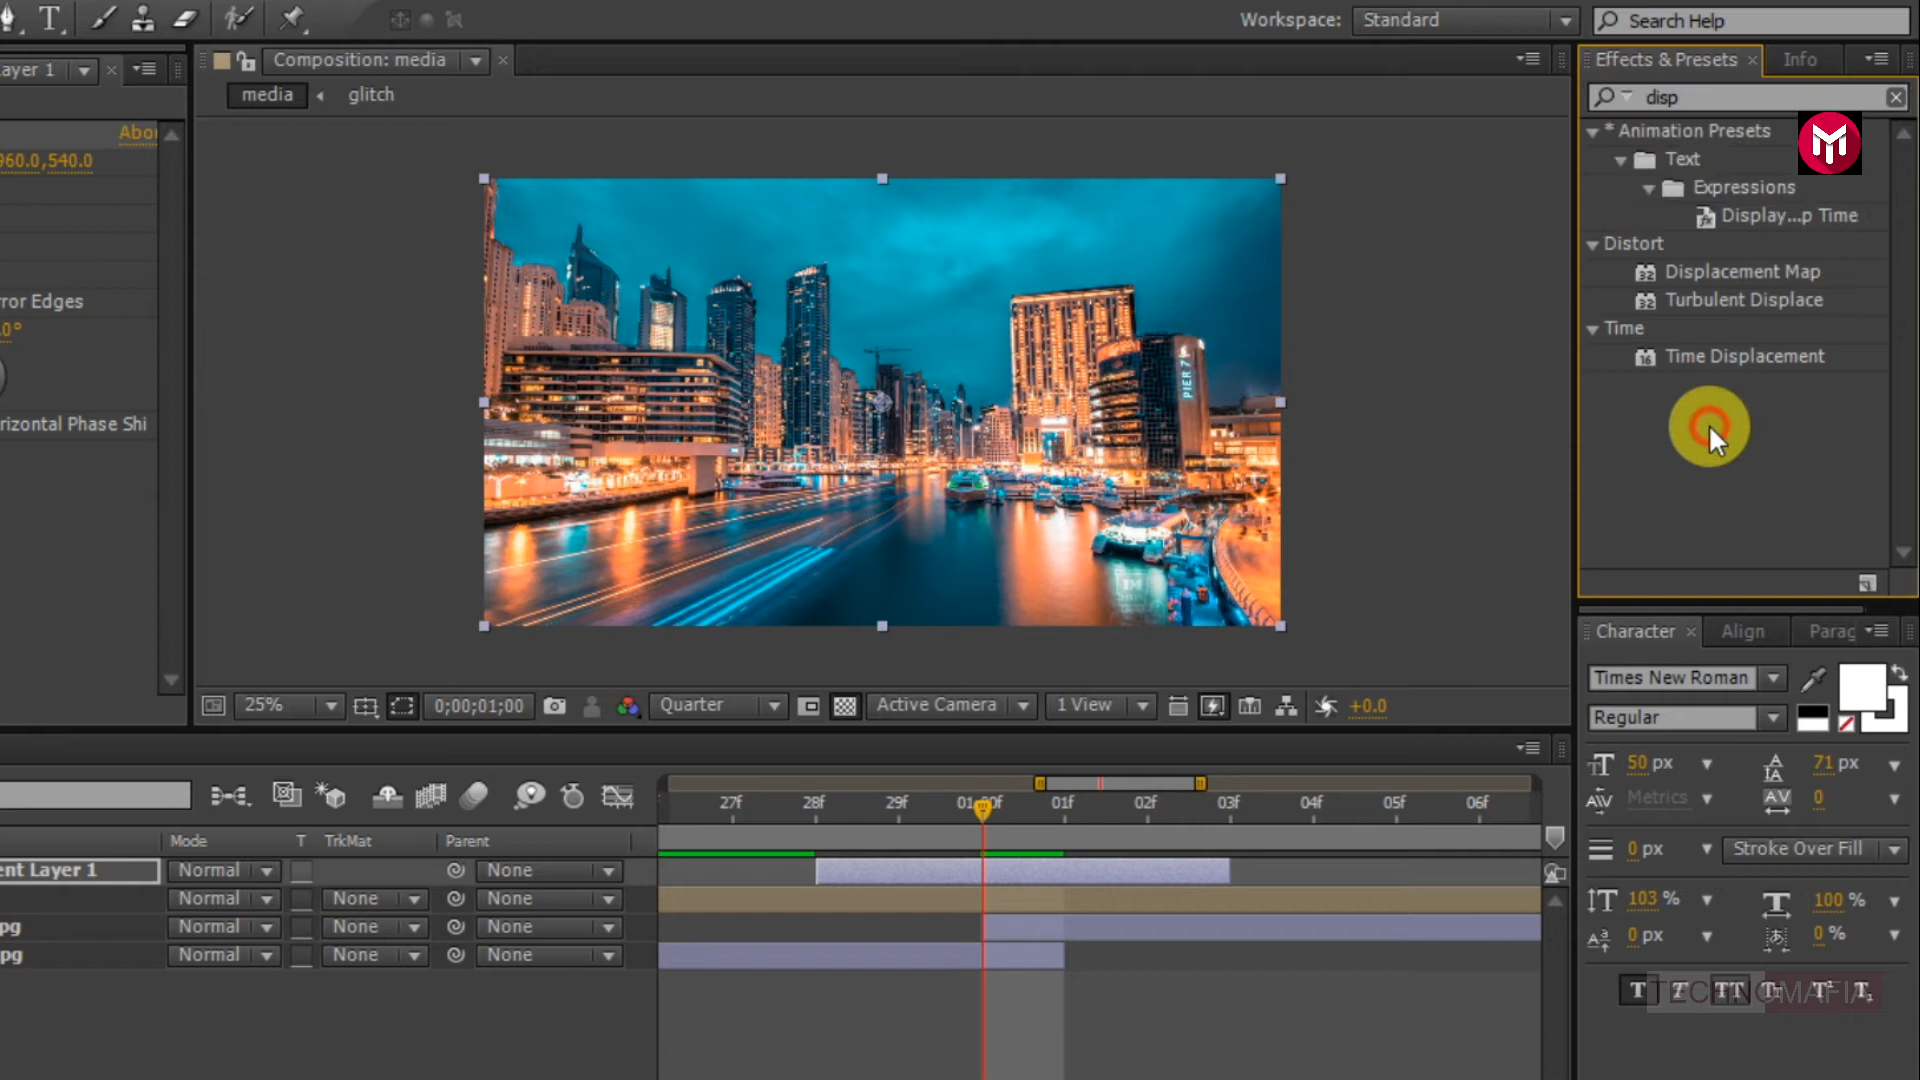 T
Workspace: Standard
Search Help
ayer 1
Composition: media
Effects & Presets
Info
media
glitch
disp
Abo
960.0,540.0
* Animation Presets
Text
Expressions
Display...p Time
Distort
Displacement Map
Turbulent Displace
Time
Time Displacement
ror Edges
.0°
rizontal Phase Shi
PIER 7
Character
Align
Parag
Times New Roman
Regular
25%
0;00;01;00
Quarter
Active Camera
1 View
+0.0
50 px
71 px
Metrics
0
0 px
Stroke Over Fill
103 %
100 %
0 px
0 %
27f
28f
29f
01f
02f
03f
04f
05f
06f
Mode
T
TrkMat
Parent
ent Layer 1
Normal
None
Normal
None
None
pg
Normal
None
None
pg
Normal
None
None
TECHNOMAFIA